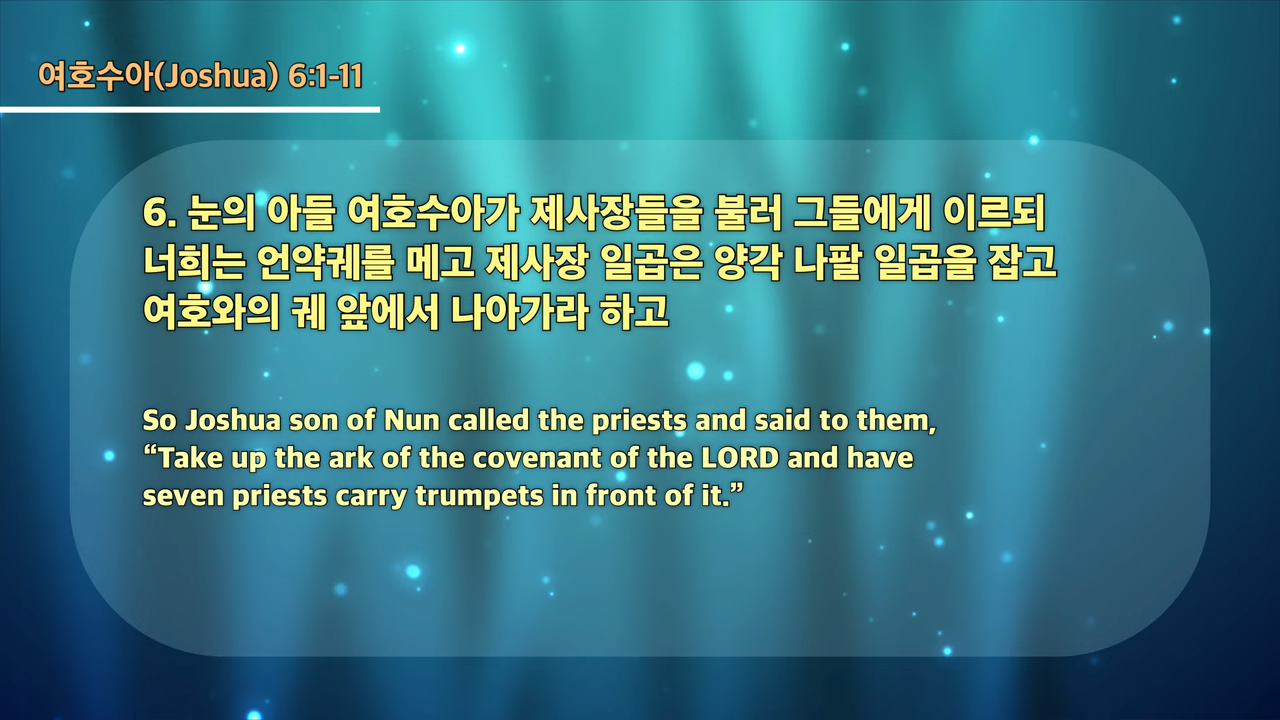 여호수아(Joshua) 6:1-11
6. 눈의 아들 여호수아가 제사장들을 불러 그들에게 이르되
너희는 언약궤를 메고 제사장 일곱은 양각 나팔 일곱을 잡고
여호와의 궤 앞에서 나아가라 하고
So Joshua son of Nun called the priests and said to them,
“Take up the ark of the covenant of the LORD and have
seven priests carry trumpets in front of it.”